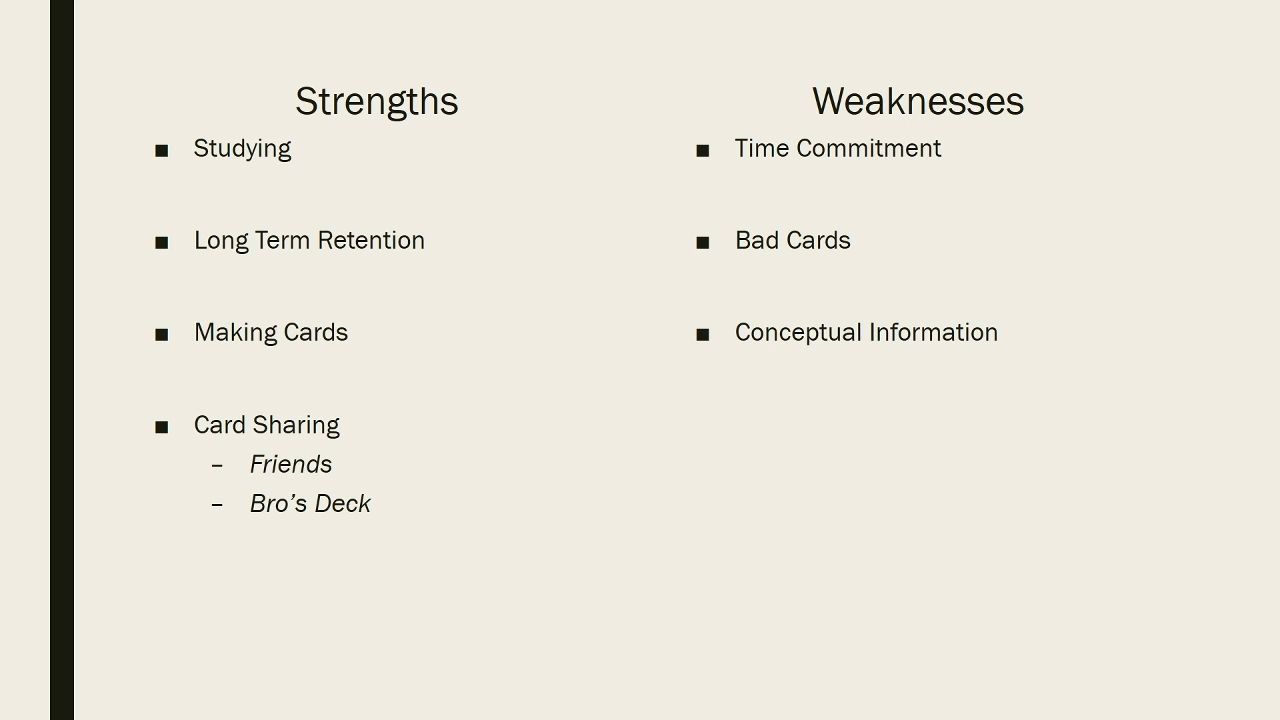 Strengths
■ Studying
■ Long Term Retention
■ Making Cards
■ Card Sharing
– Friends
– Bro’s Deck
Weaknesses
■ Time Commitment
■ Bad Cards
■ Conceptual Information